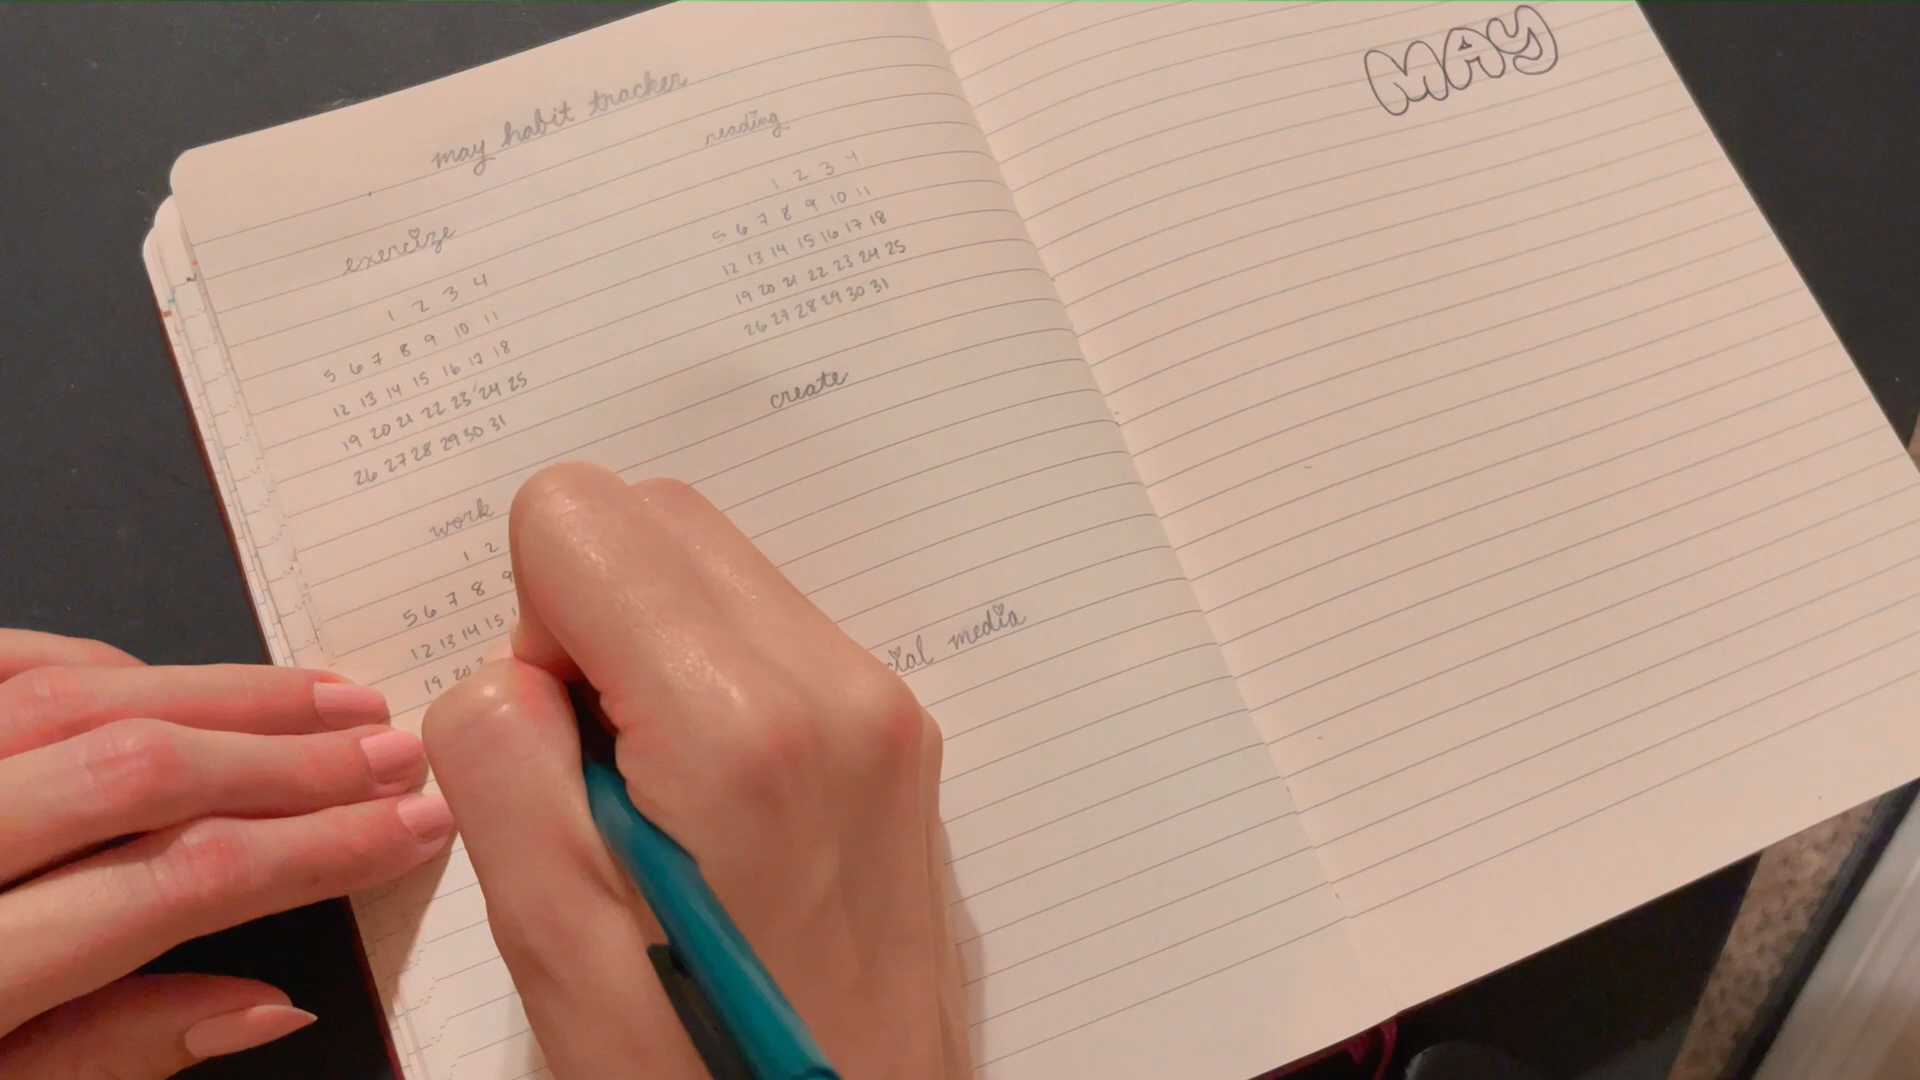 may habit tracker
exercize
1 2 3 4
5 6 7 8 9 10 11
12 13 14 15 16 17 18
19 20 21 22 23 24 25
26 27 28 29 30 31
reading
1 2 3 4
5 6 7 8 9 10 11
12 13 14 15 16 17 18
19 20 21 22 23 24 25
26 27 28 29 30 31
work
1 2
5 6 7 8 9
12 13 14 15
19 20
create
cial media
MAY